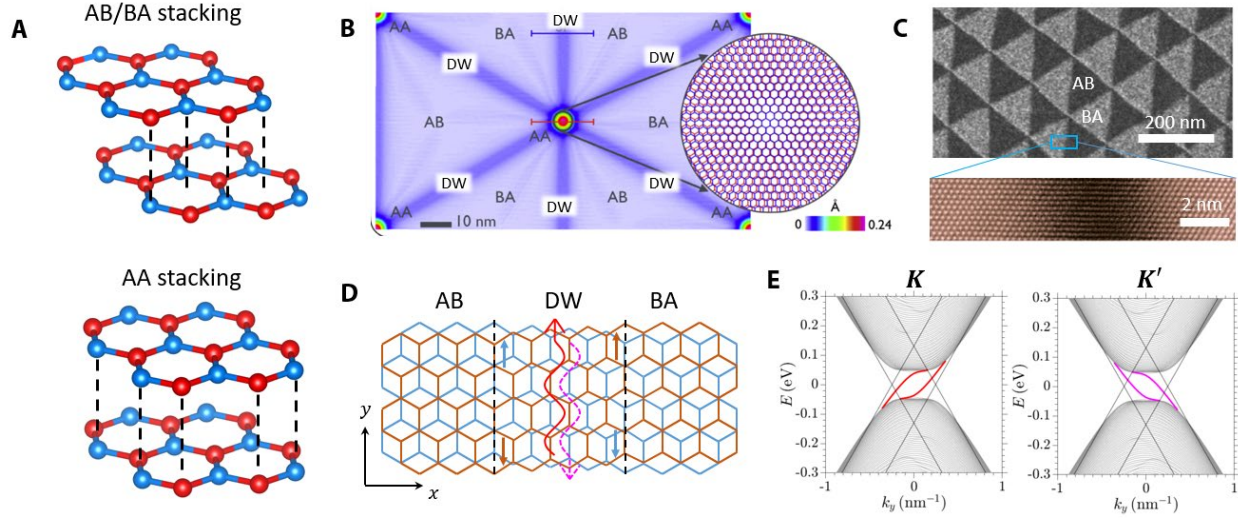 A
AB/BA stacking
AA stacking
B
AA
BA
DW
AB
AA
DW
DW
AB
AA
BA
DW
DW
AA
BA
DW
AB
AA
10 nm
Å
0
0.24
C
AB
BA
200 nm
2 nm
D
AB
DW
BA
y
x
E
K
0.3
0.2
0.1
0
-0.1
-0.2
-0.3
E (eV)
-1
0
1
k_y (nm⁻¹)
K′
0.3
0.2
0.1
0
-0.1
-0.2
-0.3
E (eV)
-1
0
1
k_y (nm⁻¹)